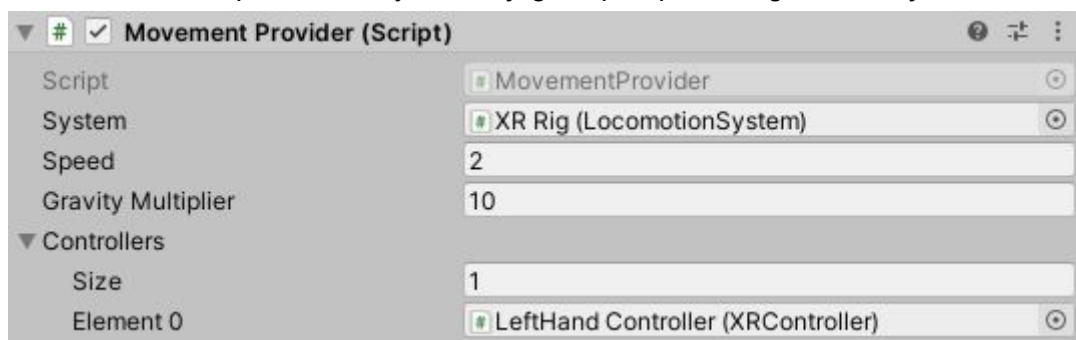 Movement Provider (Script)
Script # MovementProvider
System # XR Rig (LocomotionSystem)
Speed 2
Gravity Multiplier 10
Controllers
Size 1
Element 0 # LeftHand Controller (XRController)